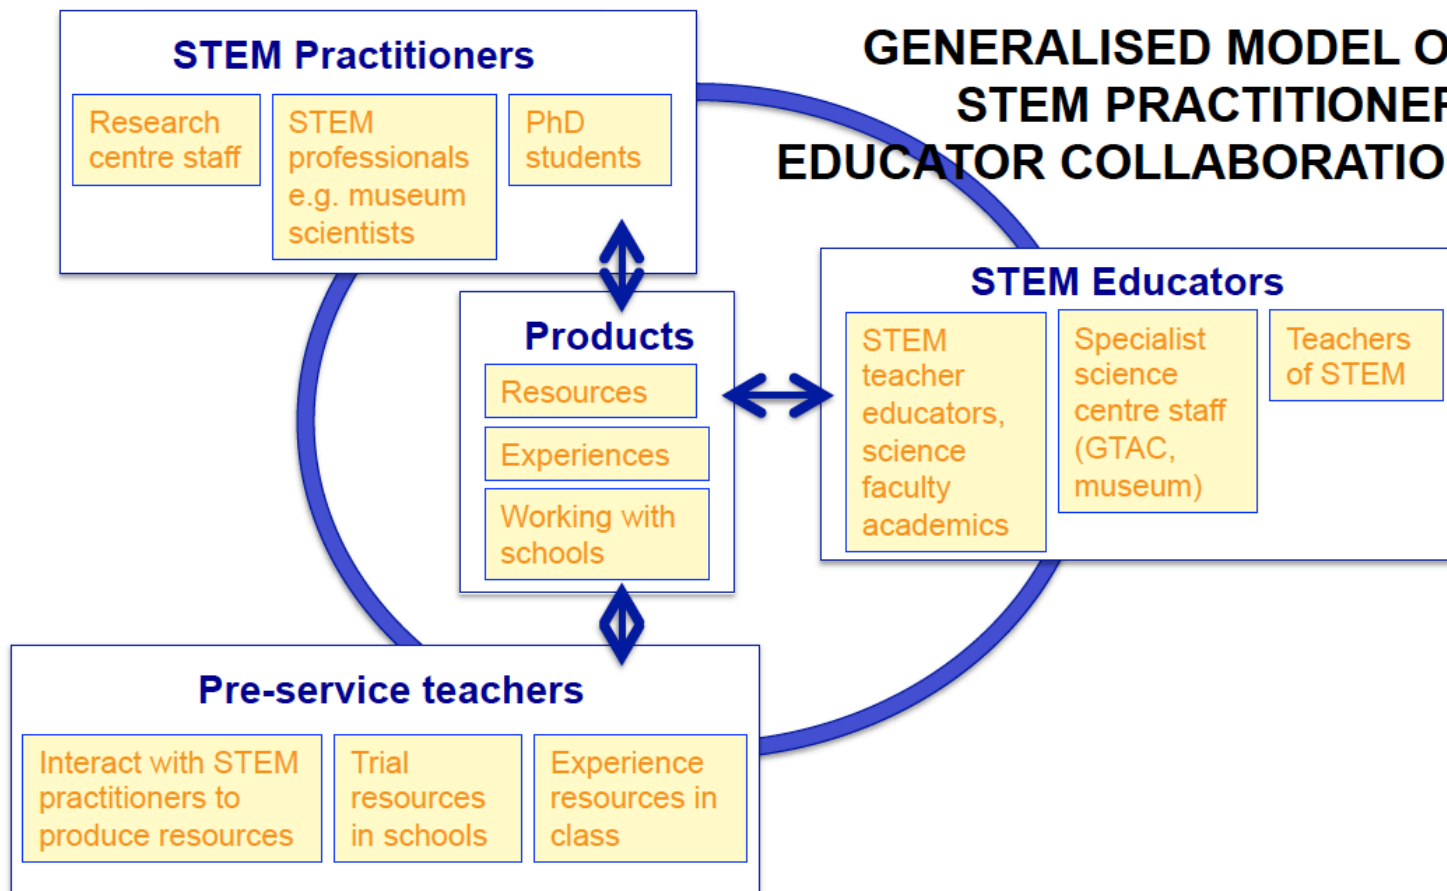 GENERALISED MODEL O
STEM PRACTITIONER
EDUCATOR COLLABORATIO
STEM Practitioners
Research
centre staff
STEM
professionals
e.g. museum
scientists
PhD
students
Products
Resources
Experiences
Working with
schools
STEM Educators
STEM
teacher
educators,
science
faculty
academics
Specialist
science
centre staff
(GTAC,
museum)
Teachers
of STEM
Pre-service teachers
Interact with STEM
practitioners to
produce resources
Trial
resources
in schools
Experience
resources in
class